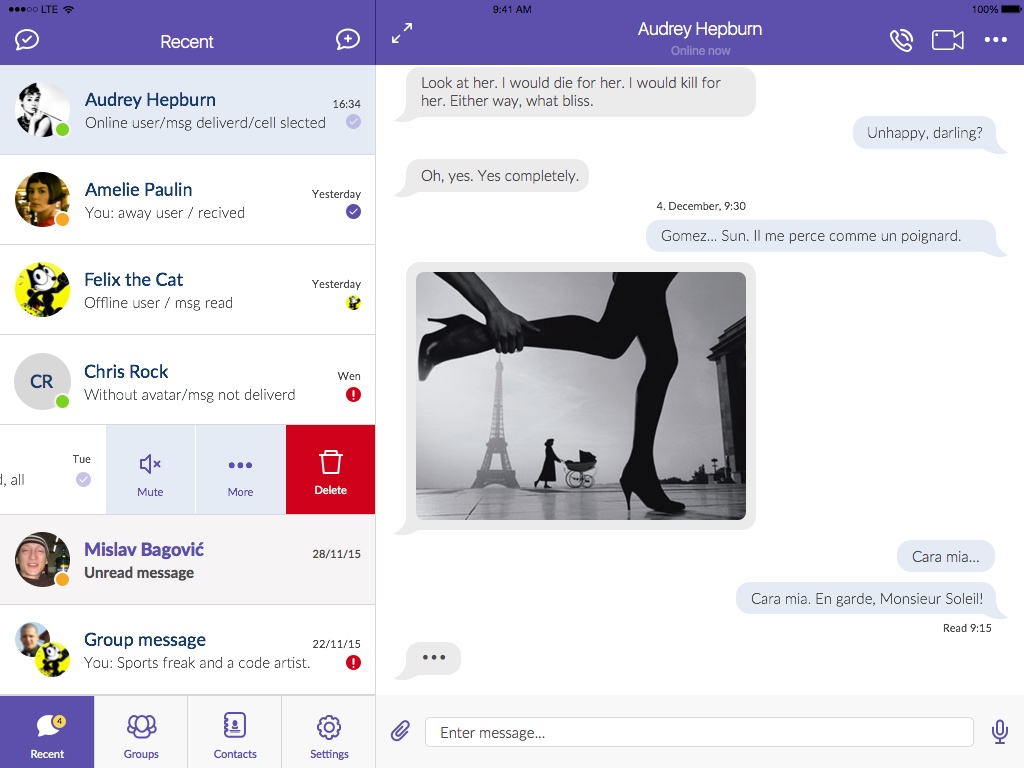 LTE
9:41 AM
100%
Recent
Audrey Hepburn
Online now
Audrey Hepburn
16:34
Online user/msg deliverd/cell slected
Amelie Paulin
Yesterday
You: away user / recived
Felix the Cat
Yesterday
Offline user / msg read
CR
Chris Rock
Wen
Without avatar/msg not deliverd
Tue
, all
Mute
More
Delete
Mislav Bagović
28/11/15
Unread message
Group message
22/11/15
You: Sports freak and a code artist.
4
Recent
Groups
Contacts
Settings
Look at her. I would die for her. I would kill for
her. Either way, what bliss.
Unhappy, darling?
Oh, yes. Yes completely.
4. December, 9:30
Gomez... Sun. Il me perce comme un poignard.
Cara mia...
Cara mia. En garde, Monsieur Soleil!
Read 9:15
Enter message...